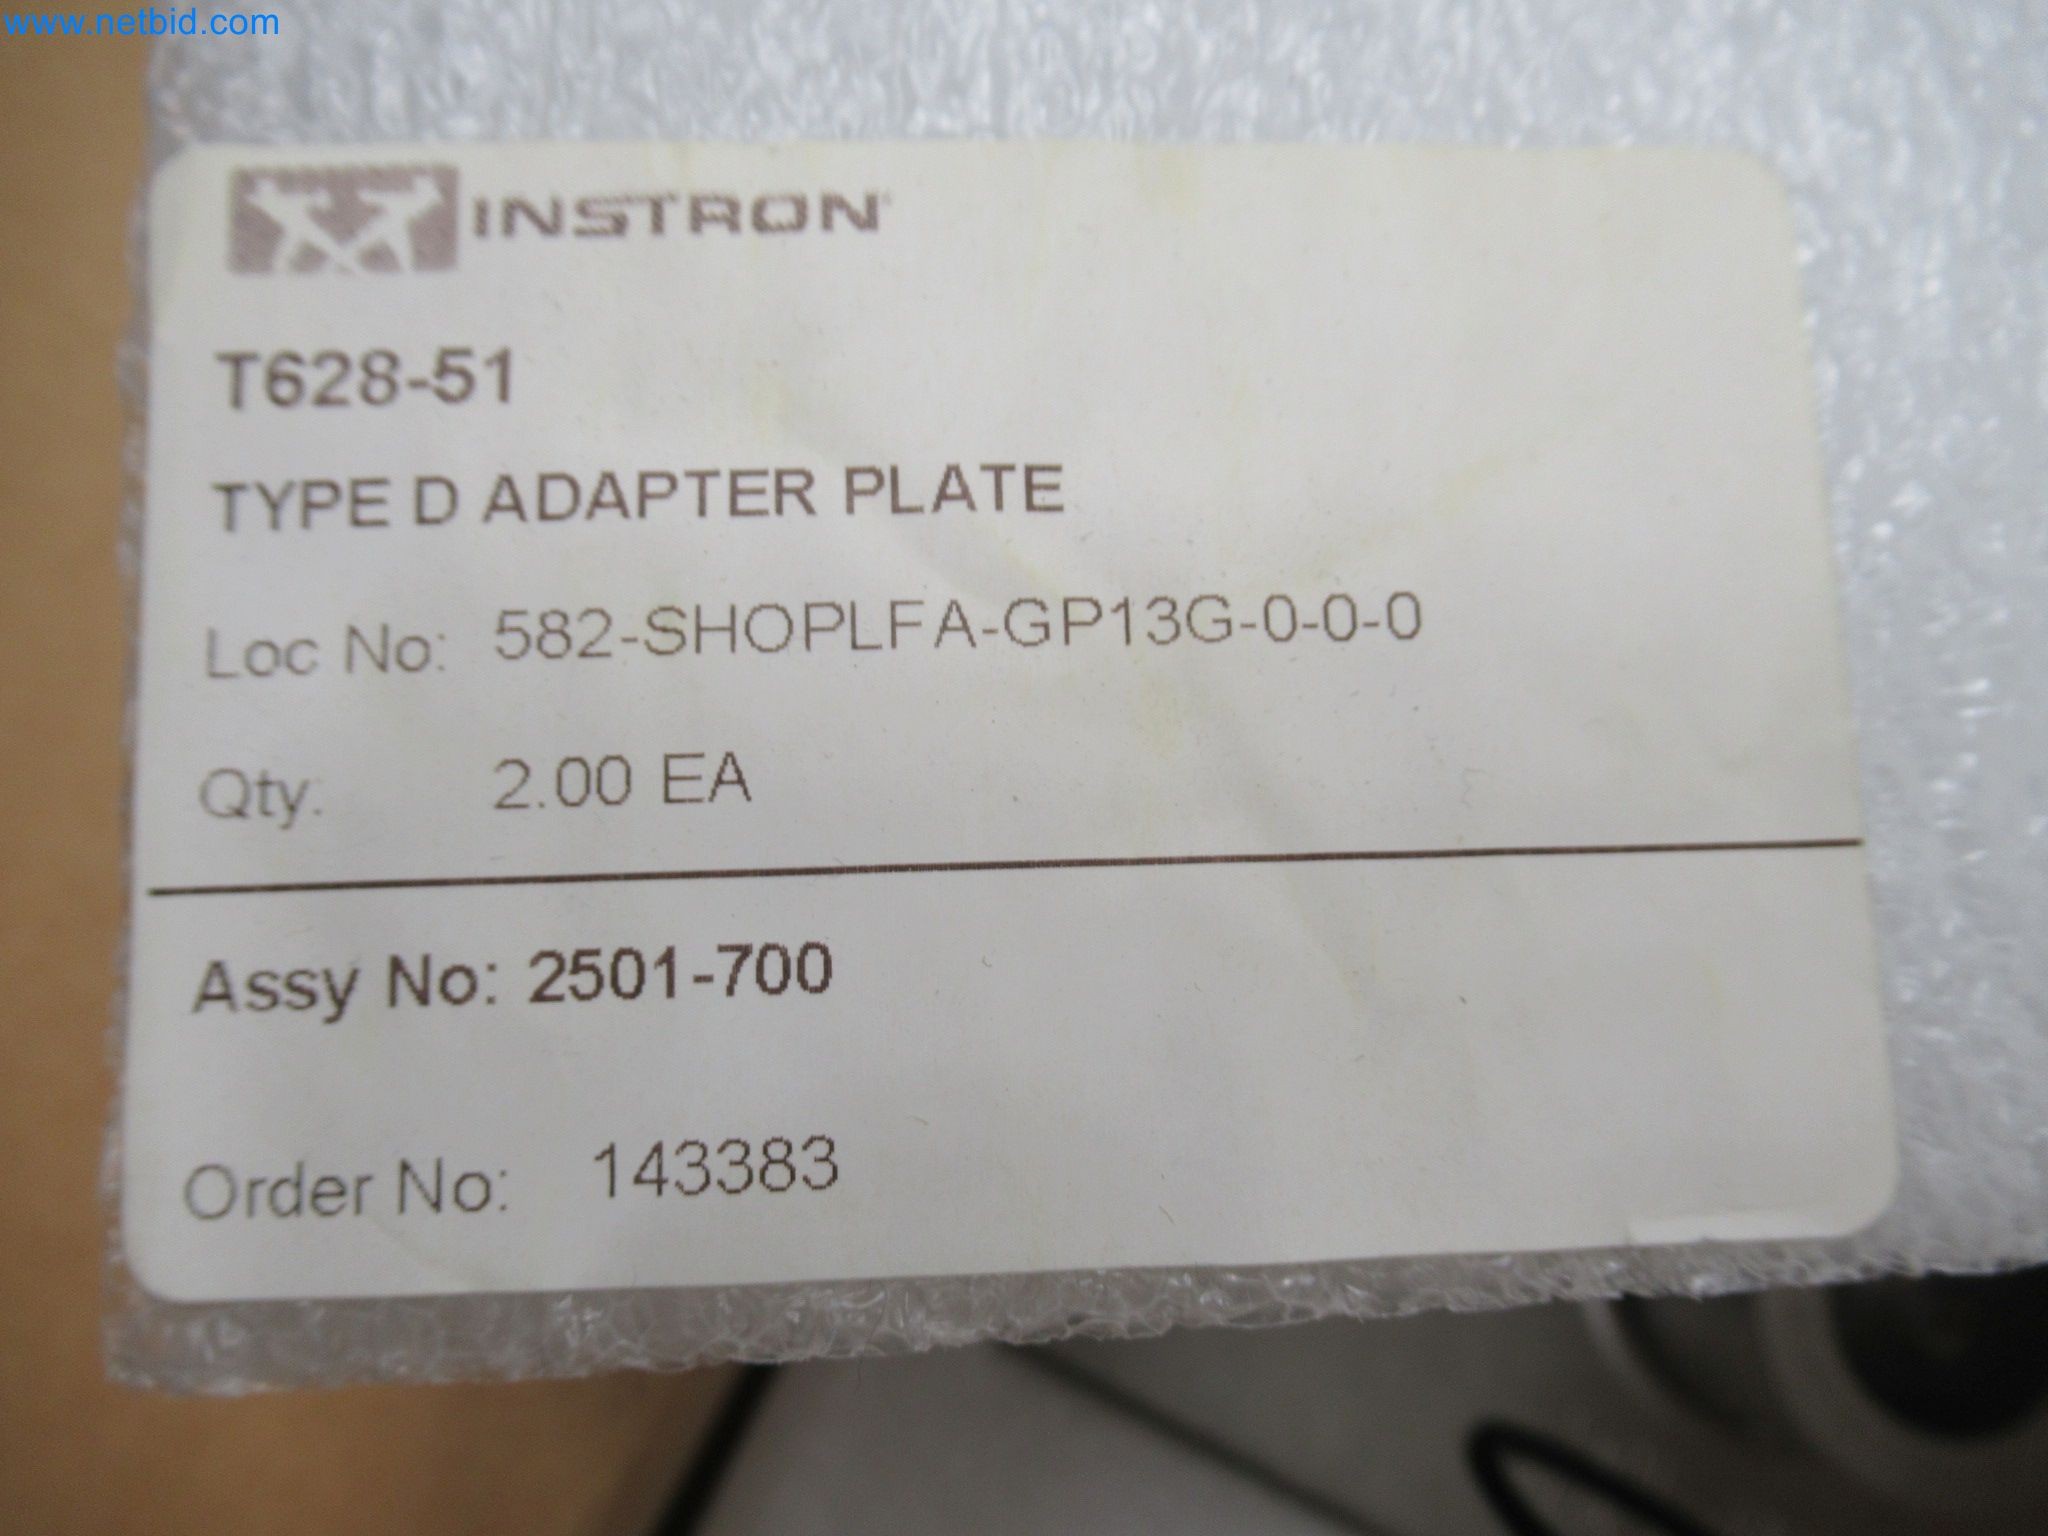 www.netbid.com
INSTRON
T628-51
TYPE D ADAPTER PLATE
Loc No: 582-SHOPLFA-GP13G-0-0-0
Qty: 2.00 EA
Assy No: 2501-700
Order No: 143383